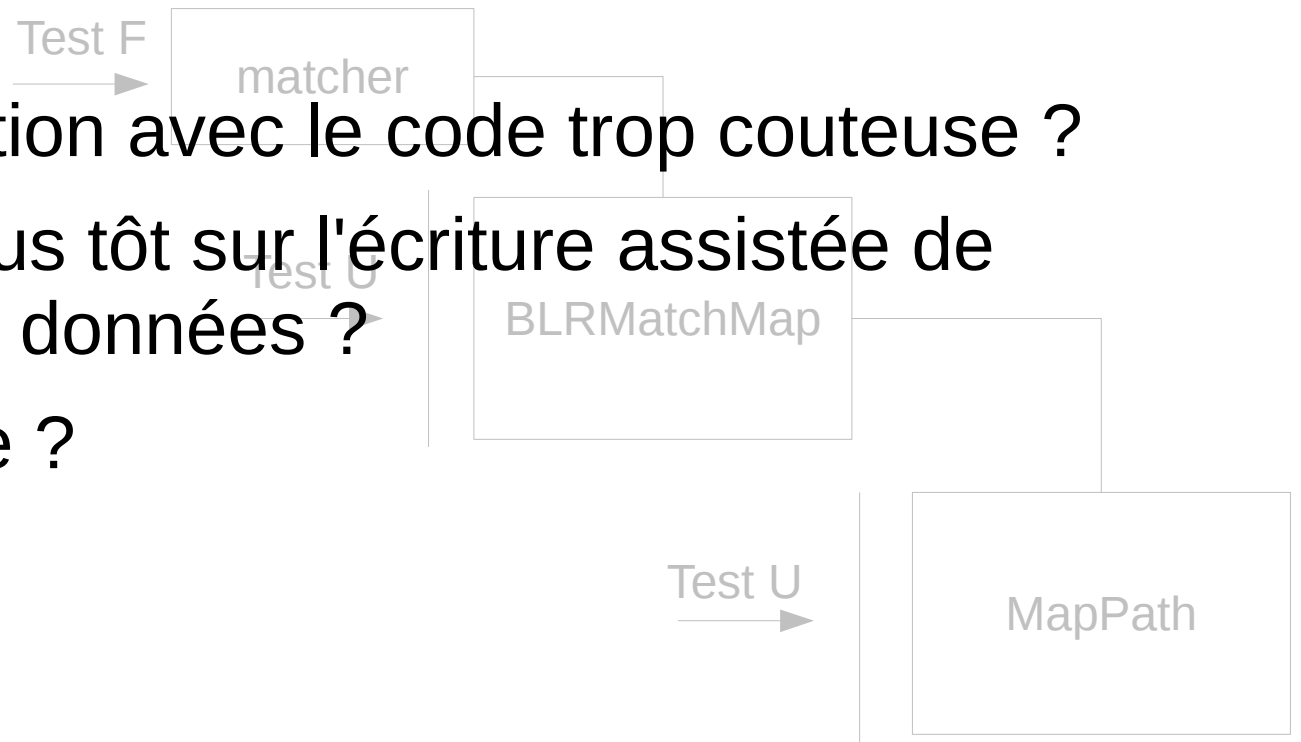 Test F
matcher
tion avec le code trop couteuse ?
us tôt sur l'écriture assistée de
Test U
données ?
BLRMatchMap
e ?
Test U
MapPath